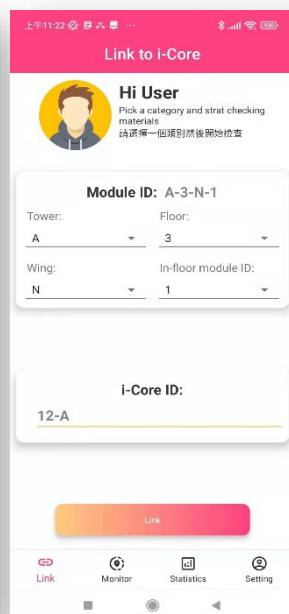 上午11:22
100
Link to i-Core
Hi User
Pick a category and strat checking
materials
請選擇一個類別然後開始檢查
Module ID: A-3-N-1
Tower: Floor:
A 3
Wing: In-floor module ID:
N 1
i-Core ID:
12-A
Link
Link Monitor Statistics Setting